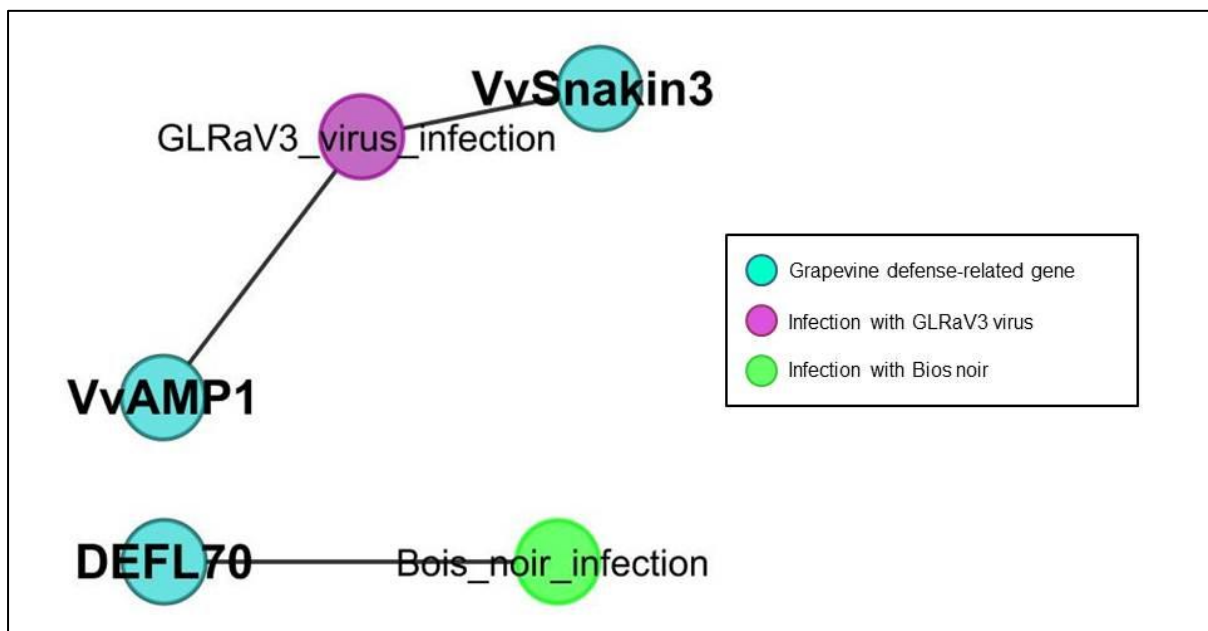 VvSnakin3
GLRaV3_virus_infection
Grapevine defense-related gene
Infection with GLRaV3 virus
Infection with Bios noir
VvAMP1
DEFL70
Bois_noir_infection